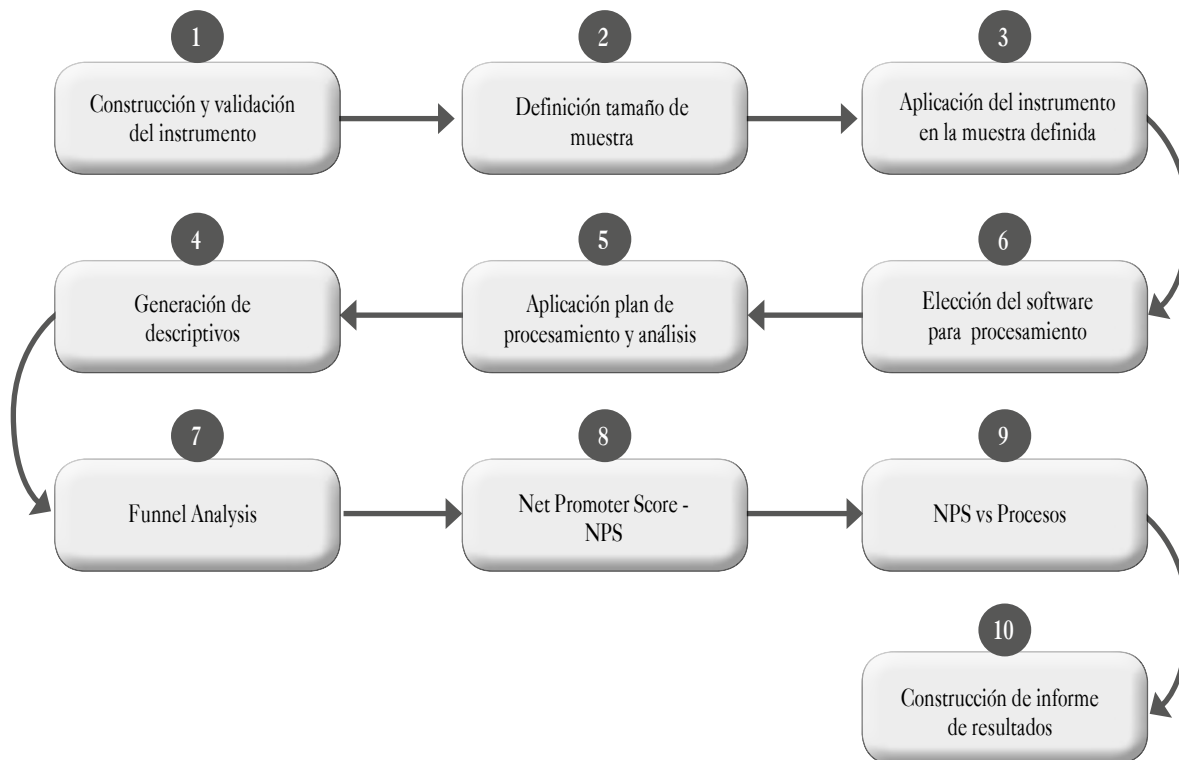 1
Construcción y validación
del instrumento
2
Definición tamaño de
muestra
3
Aplicación del instrumento
en la muestra definida
4
Generación de
descriptivos
5
Aplicación plan de
procesamiento y análisis
6
Elección del software
para procesamiento
7
Funnel Analysis
8
Net Promoter Score -
NPS
9
NPS vs Procesos
10
Construcción de informe
de resultados